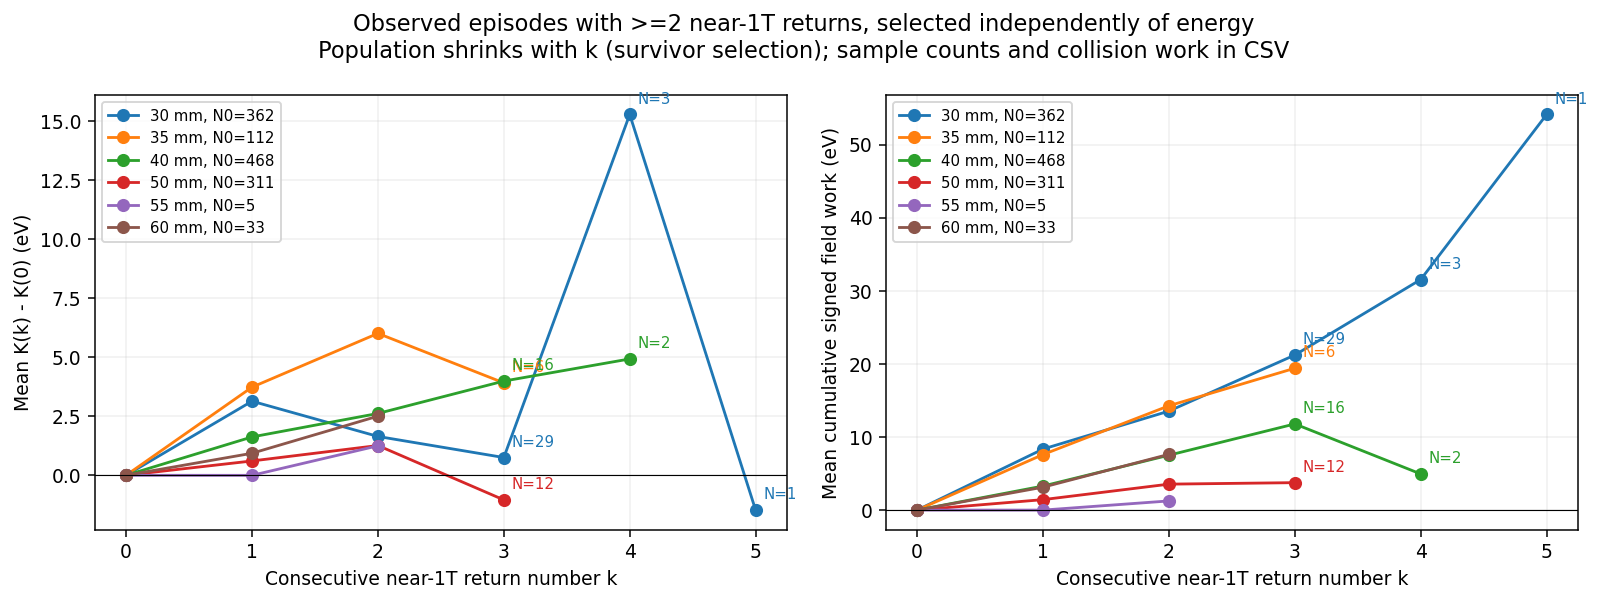 Observed episodes with >=2 near-1T returns, selected independently of energy
Population shrinks with k (survivor selection); sample counts and collision work in CSV
Mean K(k) - K(0) (eV)
15.0
12.5
10.0
7.5
5.0
2.5
0.0
30 mm, N0=362
35 mm, N0=112
40 mm, N0=468
50 mm, N0=311
55 mm, N0=5
60 mm, N0=33
N=3
N=2
N=16
N=29
N=12
N=1
0 1 2 3 4 5
Consecutive near-1T return number k
Mean cumulative signed field work (eV)
50
40
30
20
10
0
30 mm, N0=362
35 mm, N0=112
40 mm, N0=468
50 mm, N0=311
55 mm, N0=5
60 mm, N0=33
N=1
N=3
N=29
N=6
N=16
N=12
N=2
0 1 2 3 4 5
Consecutive near-1T return number k